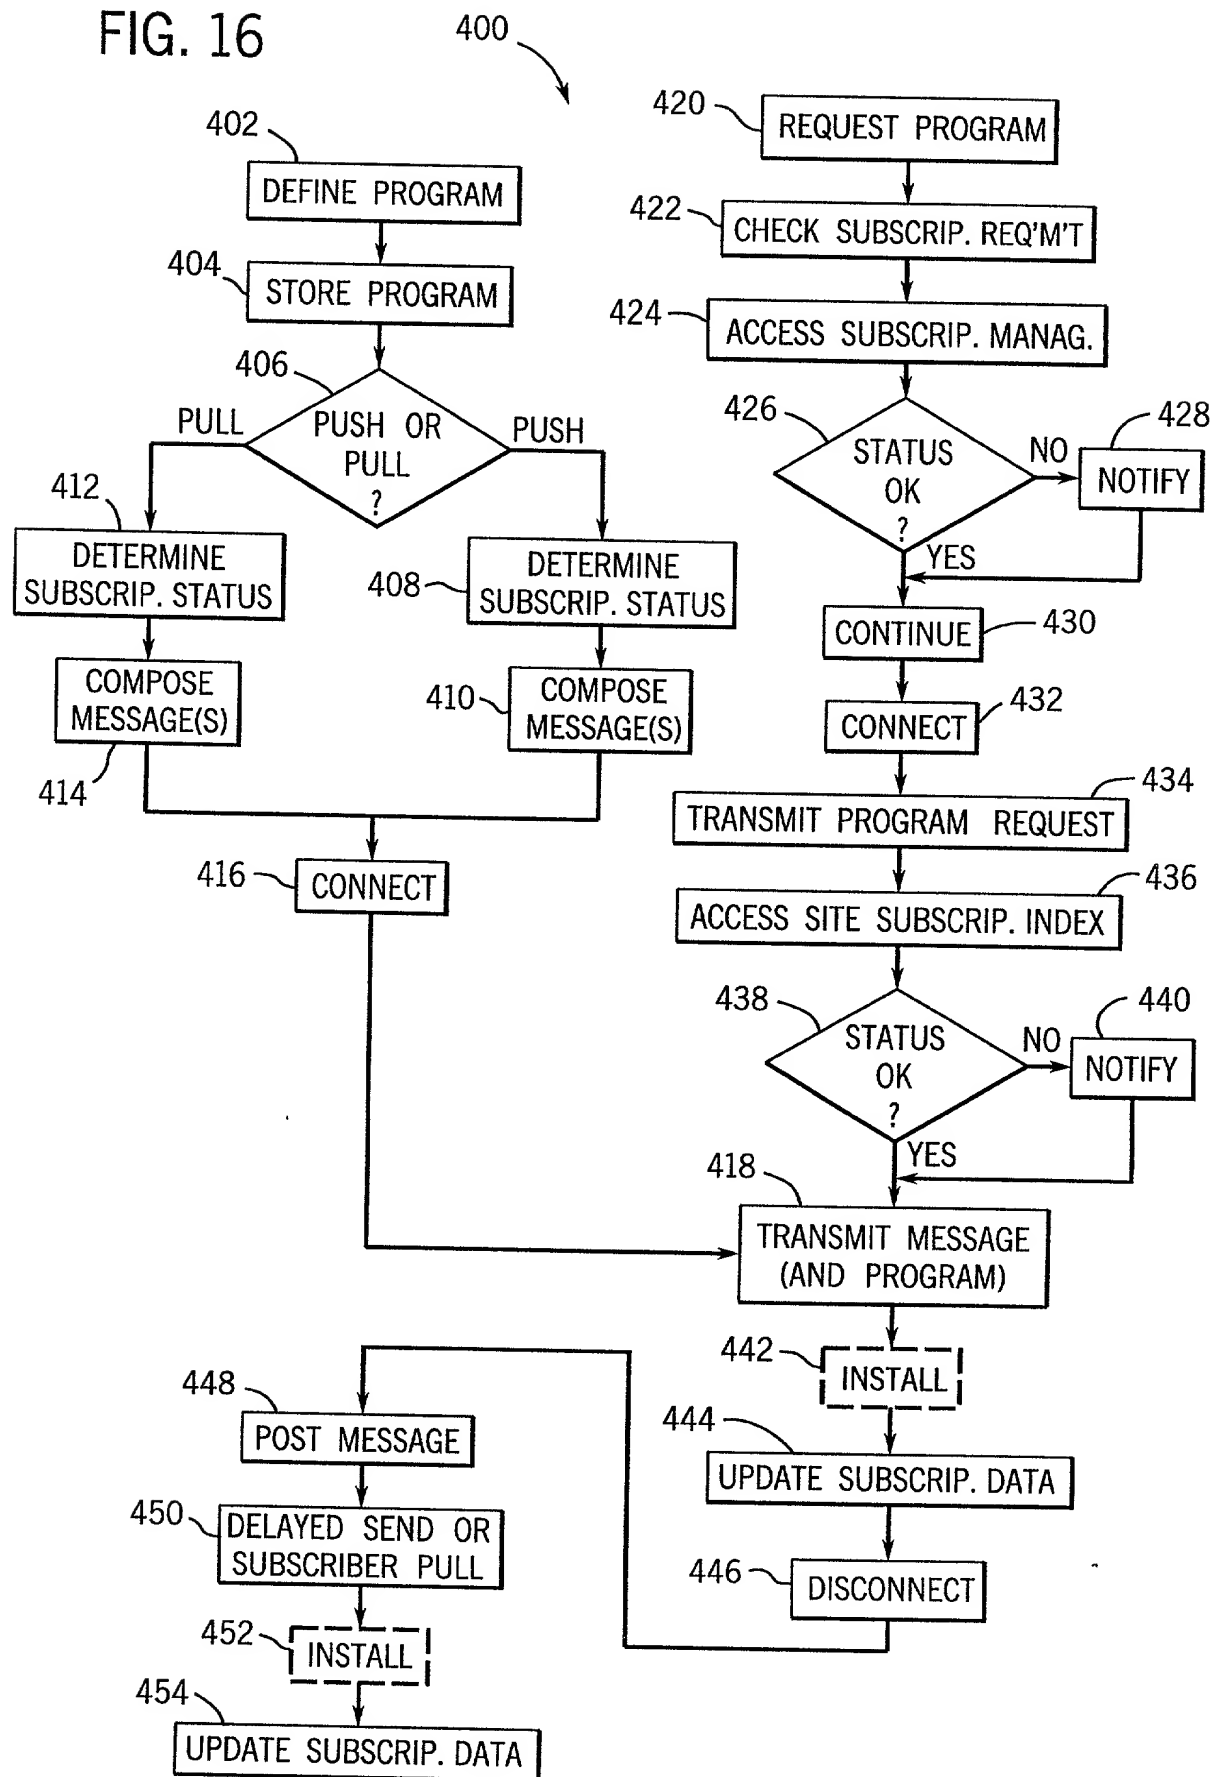 FIG. 16
400
402
DEFINE PROGRAM
404
STORE PROGRAM
406
PUSH OR
PULL
?
PULL
PUSH
412
DETERMINE
SUBSCRIP. STATUS
408
DETERMINE
SUBSCRIP. STATUS
COMPOSE
MESSAGE(S)
414
410
COMPOSE
MESSAGE(S)
416
CONNECT
420
REQUEST PROGRAM
422
CHECK SUBSCRIP. REQ'M'T
424
ACCESS SUBSCRIP. MANAG.
426
STATUS
OK
?
NO
428
NOTIFY
YES
CONTINUE
430
CONNECT
432
434
TRANSMIT PROGRAM REQUEST
436
ACCESS SITE SUBSCRIP. INDEX
438
STATUS
OK
?
NO
440
NOTIFY
YES
418
TRANSMIT MESSAGE
(AND PROGRAM)
442
INSTALL
444
UPDATE SUBSCRIP. DATA
446
DISCONNECT
448
POST MESSAGE
450
DELAYED SEND OR
SUBSCRIBER PULL
452
INSTALL
454
UPDATE SUBSCRIP. DATA